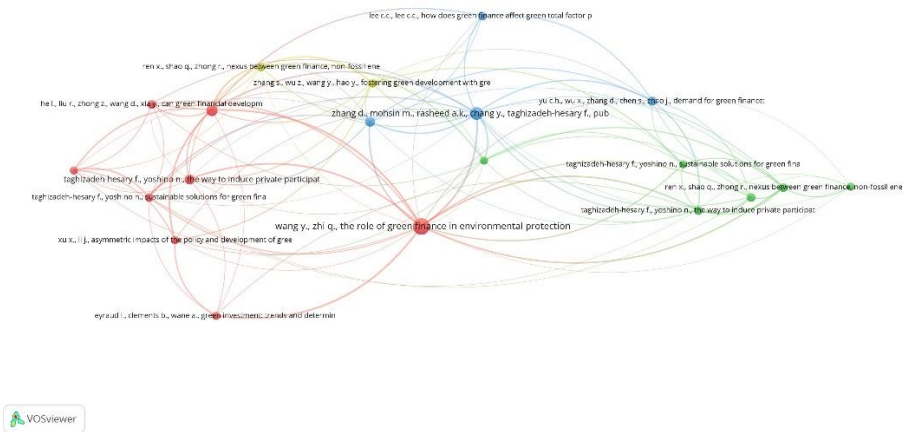 lee c.c., lee c.c., how does green finance affect green total factor p
ren x., shao q., zhong r., nexus between green finance, non-fossil ene
zhang s., wu z., wang y., hao y., fostering green development with gre
he l., liu r., zhong z., wang d., xia y., can green financial developm
yu c.h., wu x., zhang d., chen s., zhao j., demand for green finance:
zhang d., mohsin m., rasheed a.k., chang y., taghizadeh-hesary f., pub
taghizadeh-hesary f., yoshino n., sustainable solutions for green fina
taghizadeh-hesary f., yoshino n., the way to induce private participat
ren x., shao q., zhong r., nexus between green finance, non-fossil ene
taghizadeh-hesary f., yoshino n., sustainable solutions for green fina
taghizadeh-hesary f., yoshino n., the way to induce private participat
wang y., zhi q., the role of green finance in environmental protection
xu x., li j., asymmetric impacts of the policy and development of gree
eyraud l., clements b., wane a., green investment: trends and determin
VOSviewer